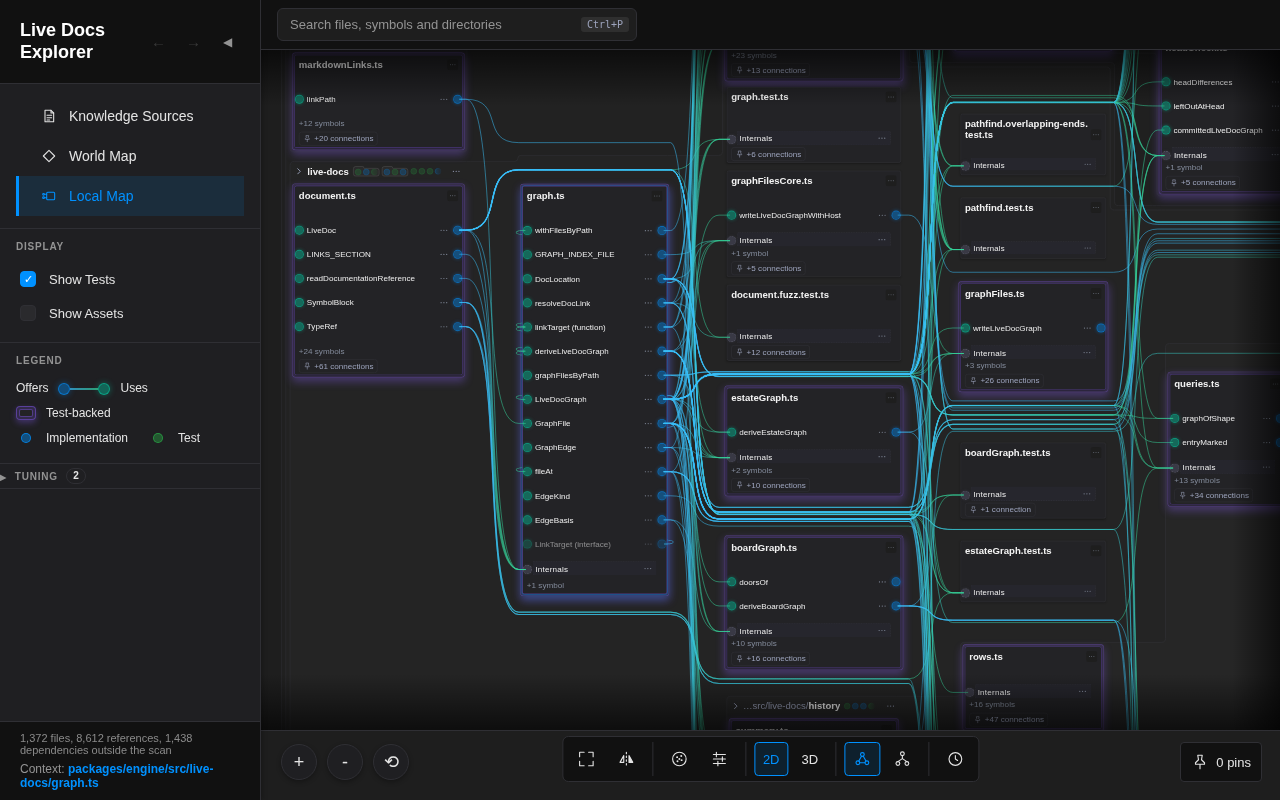 Live Docs
Explorer
Search files, symbols and directories
Ctrl+P
Knowledge Sources
World Map
Local Map
DISPLAY
Show Tests
Show Assets
LEGEND
Offers
Uses
Test-backed
Implementation
Test
TUNING 2
1,372 files, 8,612 references, 1,438
dependencies outside the scan
Context: packages/engine/src/live-
docs/graph.ts
markdownLinks.ts
linkPath
+12 symbols
+20 connections
live-docs
document.ts
LiveDoc
LINKS_SECTION
readDocumentationReference
SymbolBlock
TypeRef
+24 symbols
+61 connections
graph.ts
withFilesByPath
GRAPH_INDEX_FILE
DocLocation
resolveDocLink
linkTarget (function)
deriveLiveDocGraph
graphFilesByPath
LiveDocGraph
GraphFile
GraphEdge
fileAt
EdgeKind
EdgeBasis
LinkTarget (interface)
Internals
+1 symbol
+23 symbols
+13 connections
graph.test.ts
Internals
+6 connections
graphFilesCore.ts
writeLiveDocGraphWithHost
Internals
+1 symbol
+5 connections
document.fuzz.test.ts
Internals
+12 connections
estateGraph.ts
deriveEstateGraph
Internals
+2 symbols
+10 connections
boardGraph.ts
doorsOf
deriveBoardGraph
Internals
+10 symbols
+16 connections
…src/live-docs/history
pathfind.overlapping-ends.
test.ts
Internals
pathfind.test.ts
Internals
graphFiles.ts
writeLiveDocGraph
Internals
+3 symbols
+26 connections
boardGraph.test.ts
Internals
+1 connection
estateGraph.test.ts
Internals
rows.ts
Internals
+16 symbols
+47 connections
headDifferences
leftOutAtHead
committedLiveDocGraph
Internals
+1 symbol
+5 connections
queries.ts
graphOfShape
entryMarked
Internals
+13 symbols
+34 connections
+
-
2D
3D
0 pins